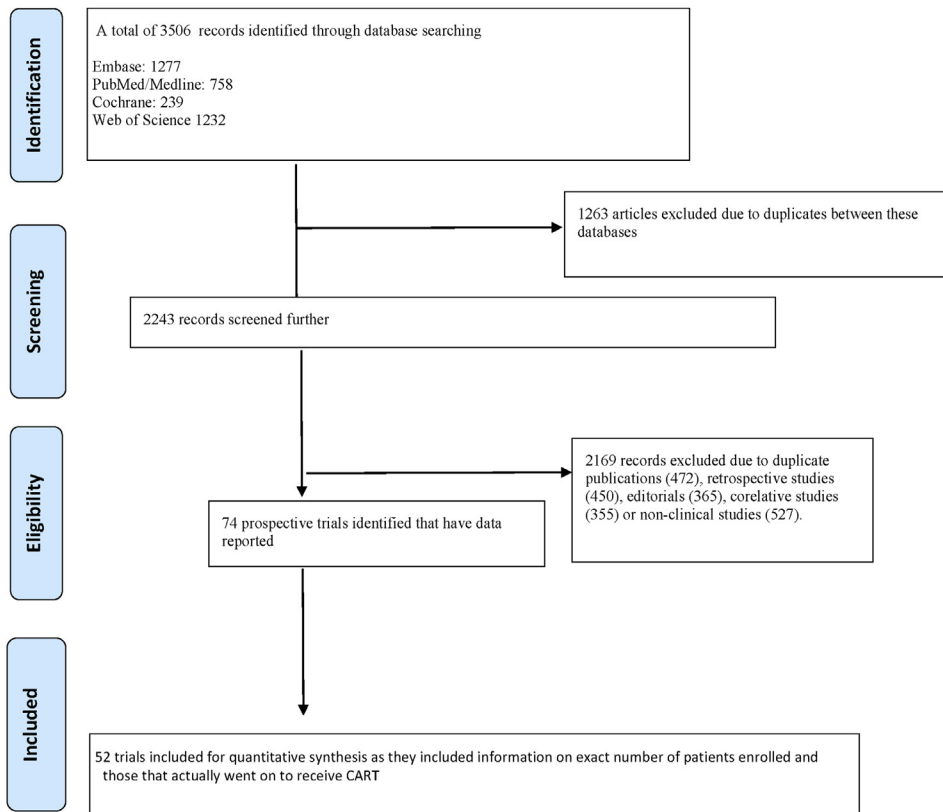 Identification
A total of 3506 records identified through database searching
Embase: 1277
PubMed/Medline: 758
Cochrane: 239
Web of Science 1232
1263 articles excluded due to duplicates between these
databases
Screening
2243 records screened further
Eligibility
2169 records excluded due to duplicate
publications (472), retrospective studies
(450), editorials (365), corelative studies
(355) or non-clinical studies (527).
74 prospective trials identified that have data
reported
Included
52 trials included for quantitative synthesis as they included information on exact number of patients enrolled and
those that actually went on to receive CART